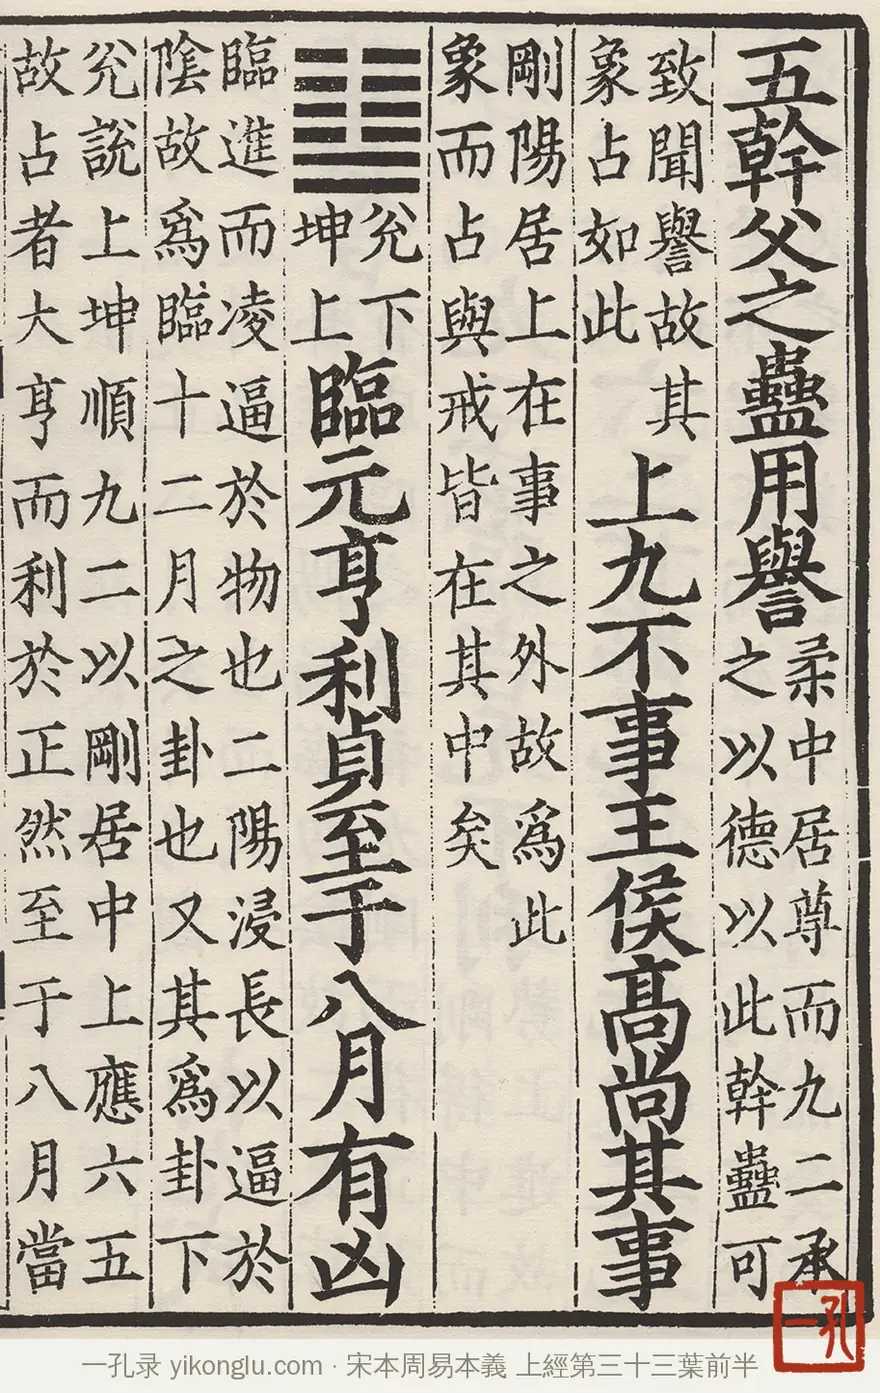 五幹父之蠱用譽柔中居尊而九二承
之以德以此幹蠱可
致聞譽故其
象占如此
上九不事王侯髙尚其事
剛陽居上在事之外故爲此
象而占與戒皆在其中矣
兊下
坤上
臨元亨利貞至于八月有凶
臨進而凌逼於物也二陽浸長以逼於
陰故爲臨十二月之卦也又其爲卦下
兊說上坤順九二以剛居中上應六五
故占者大亨而利於正然至于八月當
一孔
一孔录 yikonglu.com · 宋本周易本義 上經第三十三葉前半